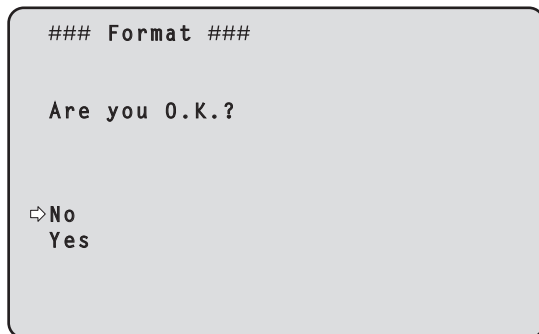 ### Format ###
Are you O.K.?
⇨No
Yes